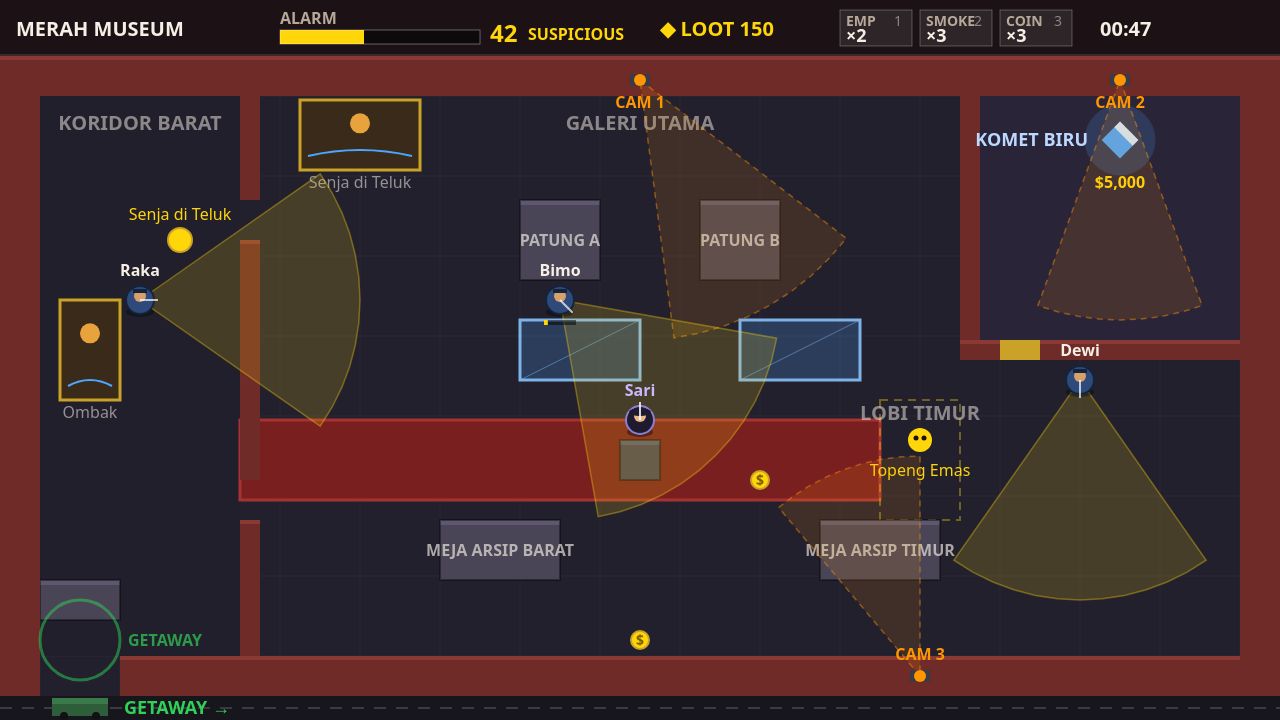 MERAH MUSEUM
ALARM
42 SUSPICIOUS
◆ LOOT 150
EMP 1
×2
SMOKE 2
×3
COIN 3
×3
00:47
CAM 1
CAM 2
KORIDOR BARAT
GALERI UTAMA
KOMET BIRU
Senja di Teluk
$5,000
Senja di Teluk
PATUNG A
PATUNG B
Raka
Bimo
Dewi
Sari
Ombak
LOBI TIMUR
Topeng Emas
$
MEJA ARSIP BARAT
MEJA ARSIP TIMUR
GETAWAY
$
CAM 3
GETAWAY →